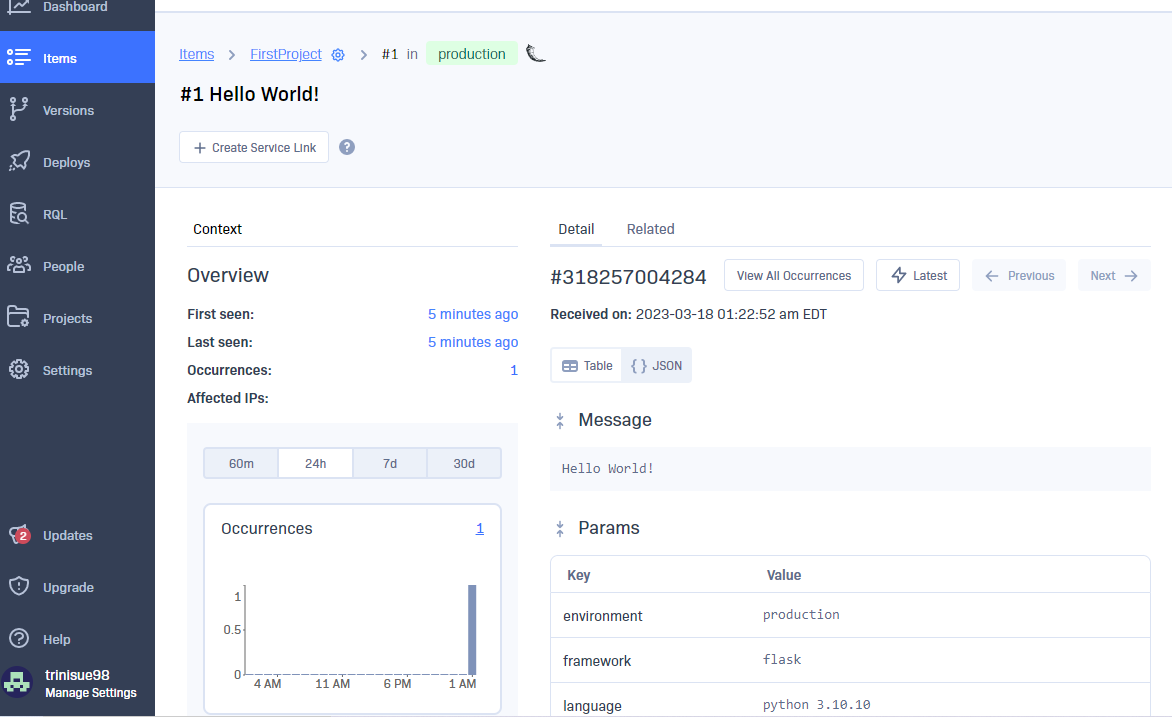 Dashboard
Items
Versions
Deploys
RQL
People
Projects
Settings
2 Updates
Upgrade
Help
trinisue98
Manage Settings
Items > FirstProject > #1 in production
#1 Hello World!
+ Create Service Link ?
Context
Overview
First seen: 5 minutes ago
Last seen: 5 minutes ago
Occurrences: 1
Affected IPs:
60m 24h 7d 30d
Occurrences 1
1
0.5
0
4 AM 11 AM 6 PM 1 AM
Detail Related
#318257004284 View All Occurrences Latest ← Previous Next →
Received on: 2023-03-18 01:22:52 am EDT
Table { } JSON
Message
Hello World!
Params
Key Value
environment production
framework flask
language python 3.10.10